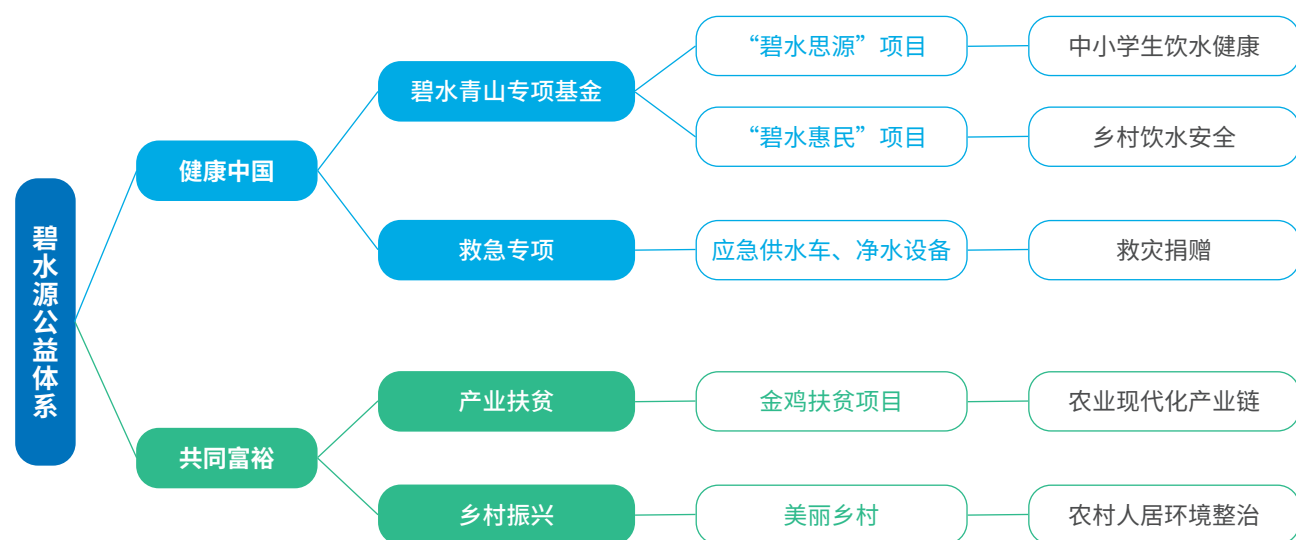 碧水源公益体系
健康中国
碧水青山专项基金
“碧水思源”项目
中小学生饮水健康
“碧水惠民”项目
乡村饮水安全
救急专项
应急供水车、净水设备
救灾捐赠
共同富裕
产业扶贫
金鸡扶贫项目
农业现代化产业链
乡村振兴
美丽乡村
农村人居环境整治